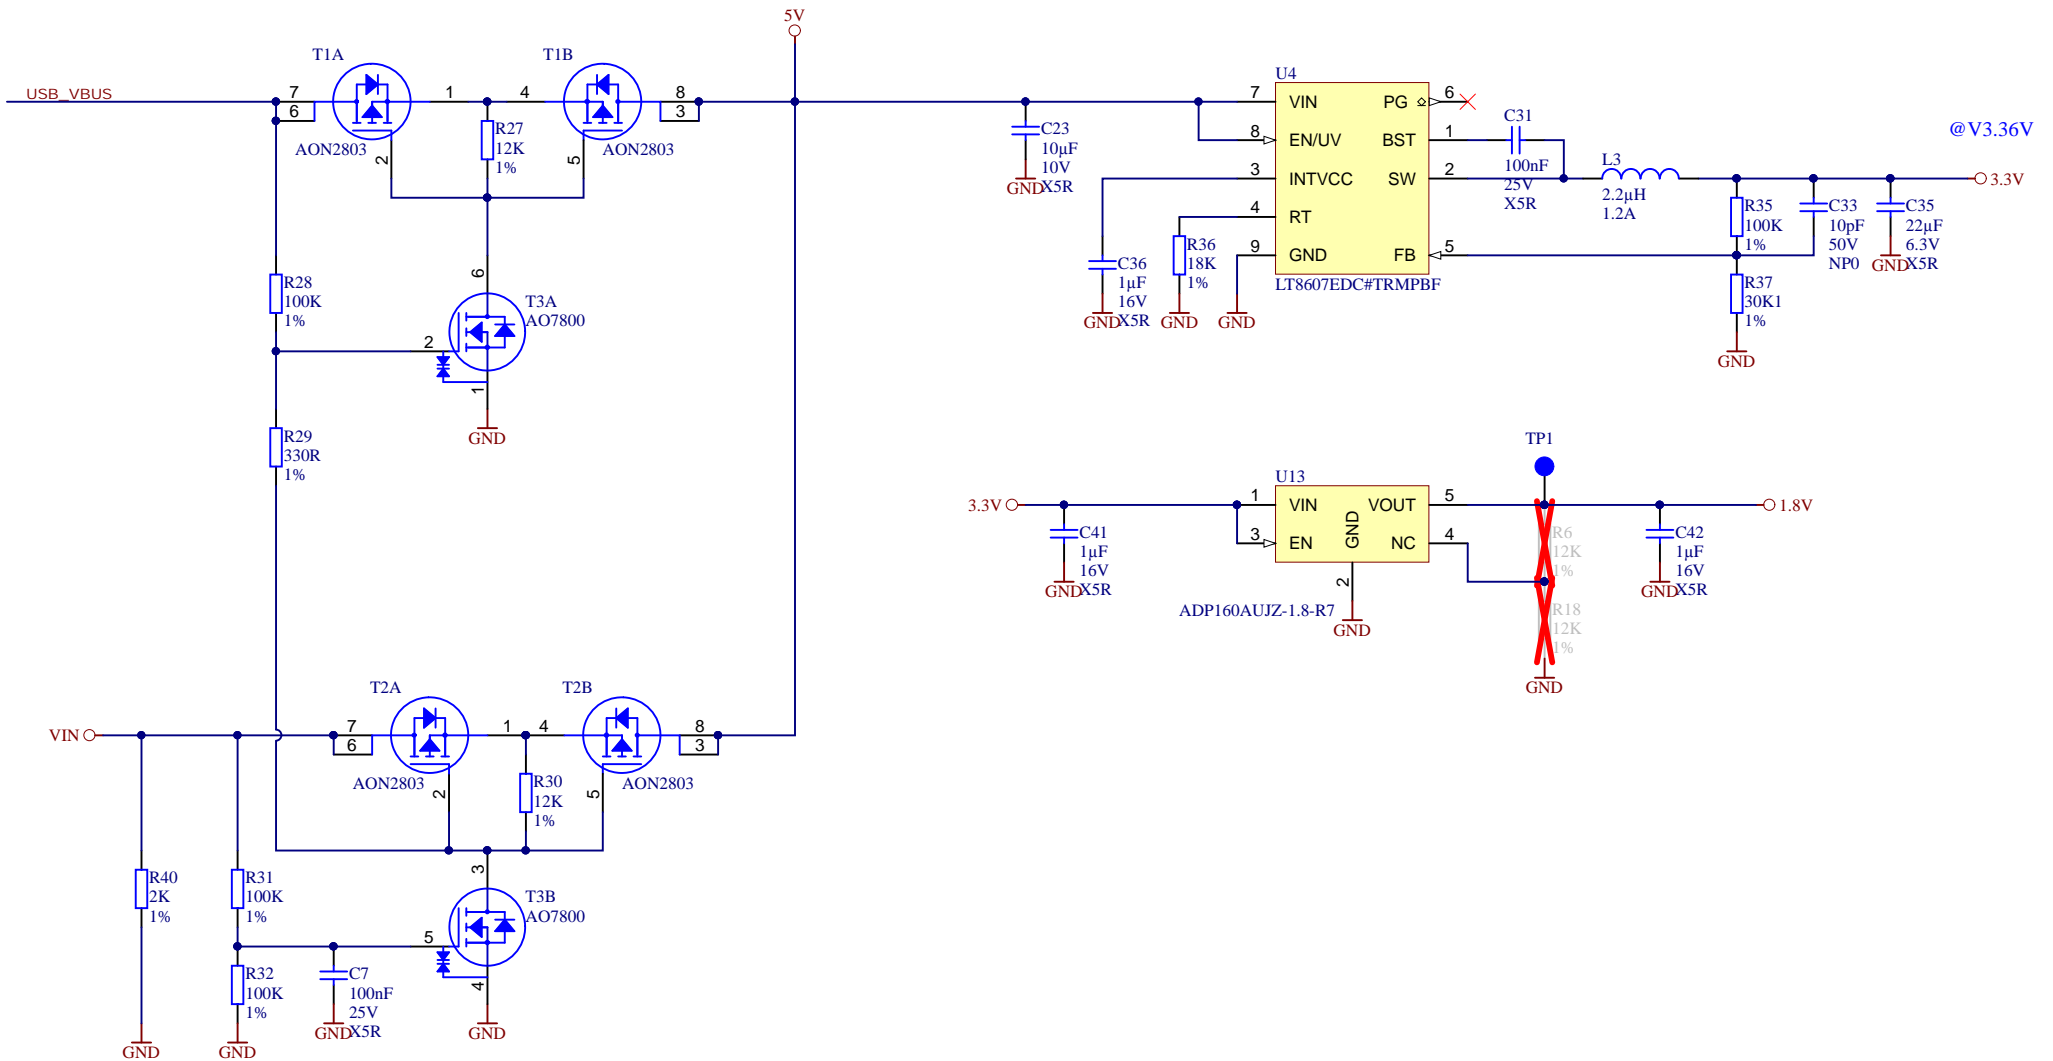 5V
T1A
T1B
USB_VBUS
7
6
1
4
8
3
R27
12K
1%
AON2803
AON2803
2
5
R28
100K
1%
6
T3A
AO7800
2
1
GND
R29
330R
1%
T2A
T2B
VIN
7
6
1
4
8
3
AON2803
AON2803
2
5
R30
12K
1%
R40
2K
1%
R31
100K
1%
3
T3B
AO7800
5
4
R32
100K
1%
C7
100nF
25V
X5R
GND
GND
GND
GND
U4
7
VIN
PG
6
8
EN/UV
BST
1
3
INTVCC
SW
2
4
RT
9
GND
FB
5
LT8607EDC#TRMPBF
C23
10µF
10V
X5R
GND
C36
1µF
16V
X5R
GND
R36
18K
1%
GND
GND
C31
100nF
25V
X5R
L3
2.2µH
1.2A
@V3.36V
3.3V
R35
100K
1%
C33
10pF
50V
NP0
C35
22µF
6.3V
X5R
GND
R37
30K1
1%
GND
TP1
U13
3.3V
1
VIN
VOUT
5
3
EN
GND
NC
4
2
ADP160AUJZ-1.8-R7
GND
1.8V
C41
1µF
16V
X5R
GND
R6
12K
1%
R18
12K
1%
GND
C42
1µF
16V
X5R
GND